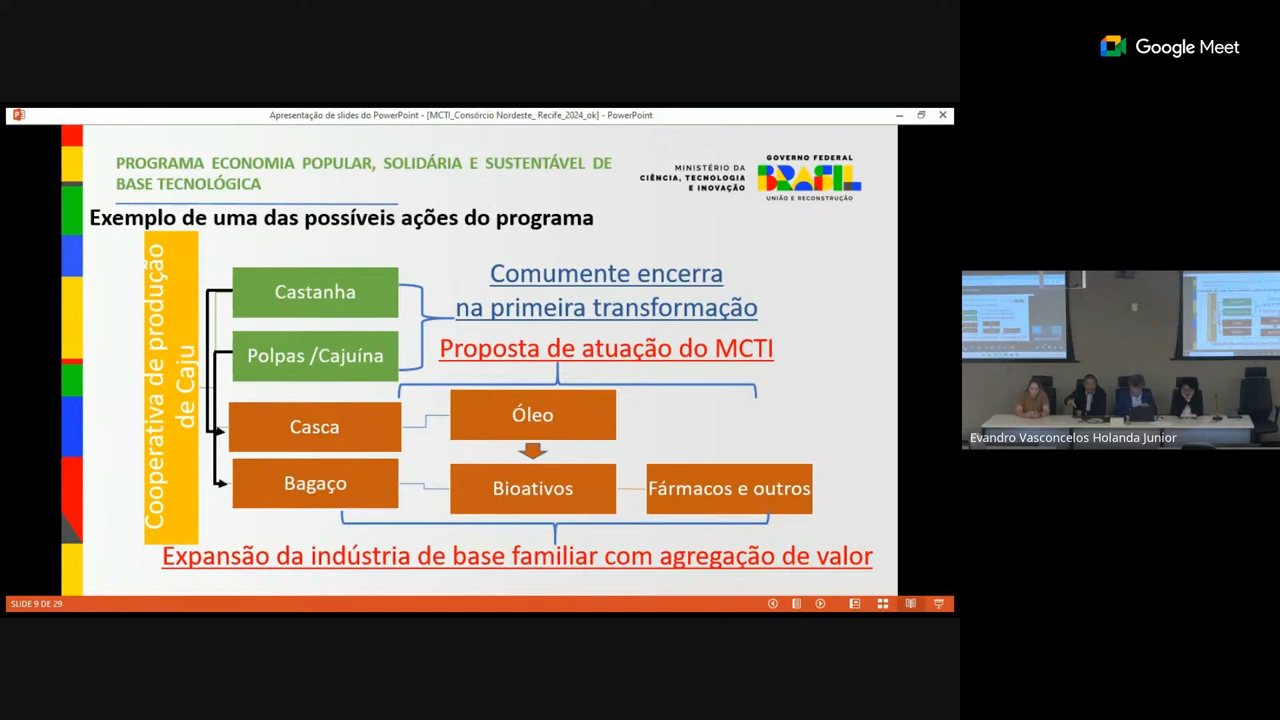 Google Meet
Apresentação de slides do PowerPoint - [MCTI_Consórcio Nordeste_ Recife_2024_ok] - PowerPoint
PROGRAMA ECONOMIA POPULAR, SOLIDÁRIA E SUSTENTÁVEL DE
BASE TECNOLÓGICA
MINISTÉRIO DA
CIÊNCIA, TECNOLOGIA
E INOVAÇÃO
GOVERNO FEDERAL
BRASIL
UNIÃO E RECONSTRUÇÃO
Exemplo de uma das possíveis ações do programa
Cooperativa de produção
de Caju
Castanha
Polpas /Cajuína
Comumente encerra
na primeira transformação
Proposta de atuação do MCTI
Casca
Óleo
Bagaço
Bioativos
Fármacos e outros
Expansão da indústria de base familiar com agregação de valor
SLIDE 9 DE 29
Evandro Vasconcelos Holanda Junior